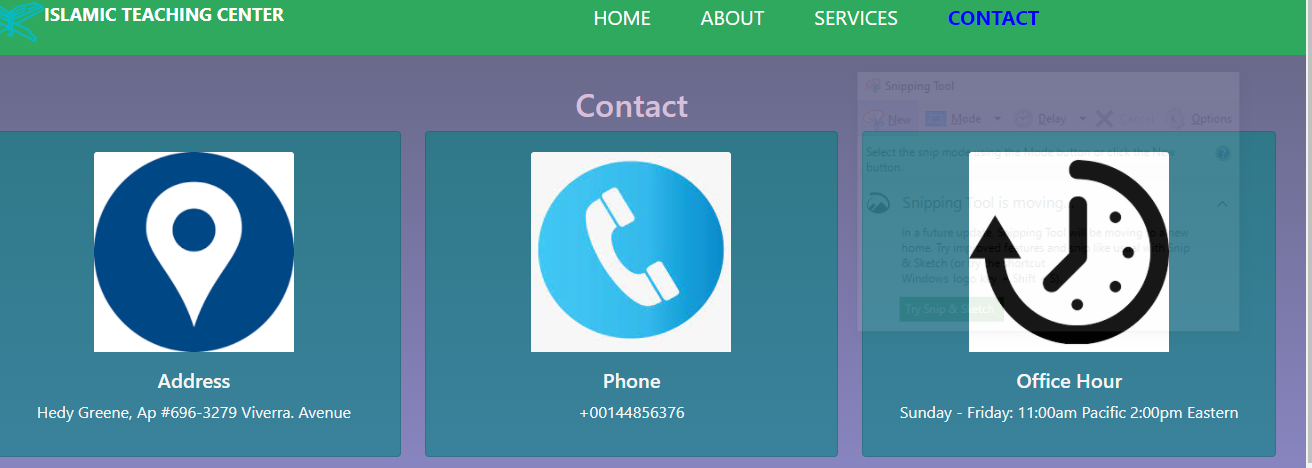 ISLAMIC TEACHING CENTER
HOME ABOUT SERVICES CONTACT
Contact
Snipping Tool
New Mode Delay Cancel Options
Select the snip mode using the Mode button or click the New
button.
Snipping Tool is moving...
In a future update, Snipping Tool will be moving to a new
home. Try improved features and snip like usual with Snip
& Sketch (or try the shortcut
Windows logo key + Shift + S).
Try Snip & Sketch
Address
Hedy Greene, Ap #696-3279 Viverra. Avenue
Phone
+00144856376
Office Hour
Sunday - Friday: 11:00am Pacific 2:00pm Eastern